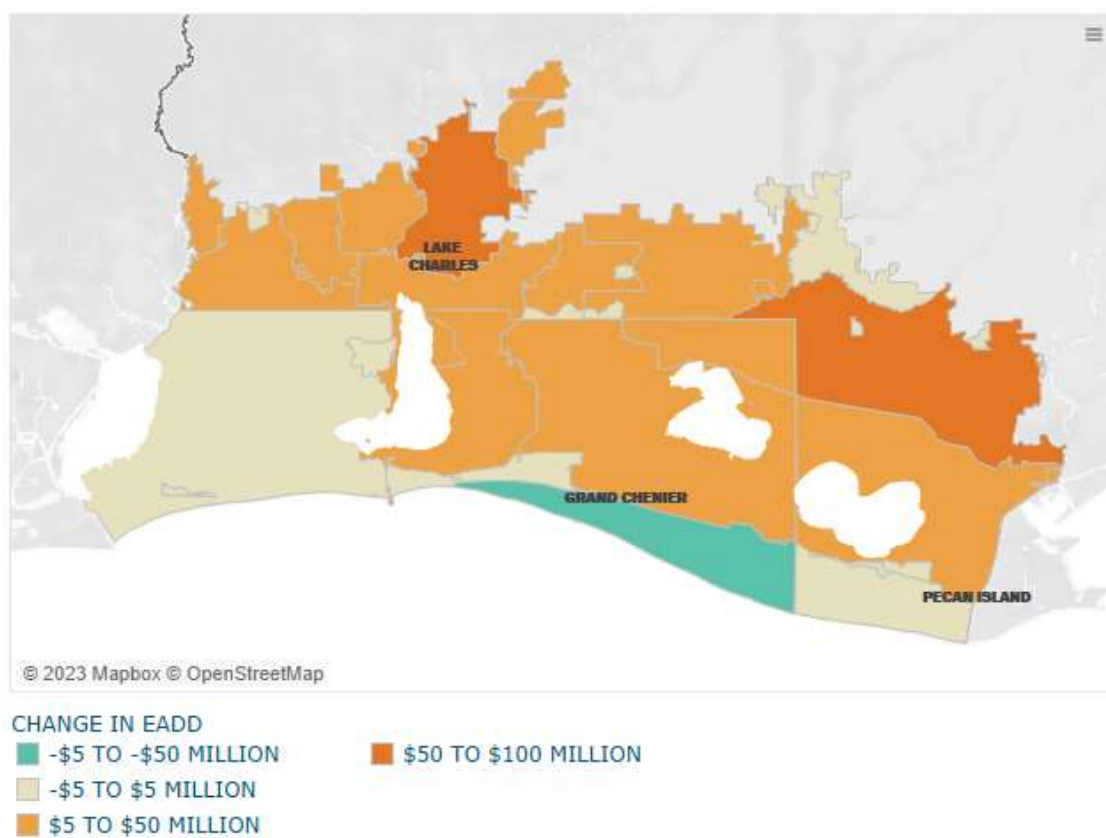 LAKE
CHARLES
GRAND CHENIER
PECAN ISLAND
© 2023 Mapbox © OpenStreetMap
CHANGE IN EADD
-$5 TO -$50 MILLION
-$5 TO $5 MILLION
$5 TO $50 MILLION
$50 TO $100 MILLION